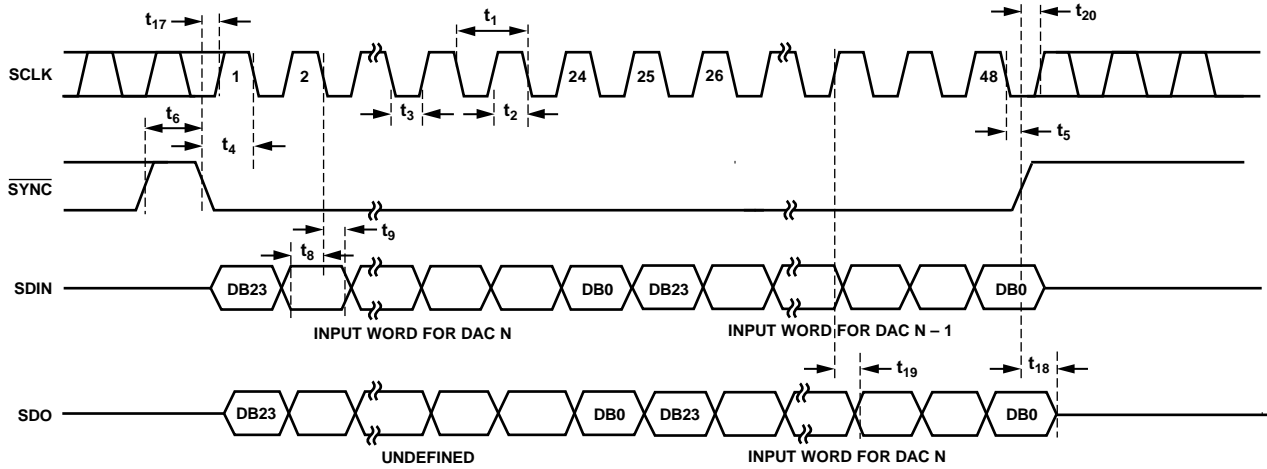 t17
t1
t20
SCLK
1
2
24
25
26
48
t3
t2
t6
t4
t5
SYNC
t8
t9
SDIN
DB23
DB0
DB23
DB0
INPUT WORD FOR DAC N
INPUT WORD FOR DAC N – 1
t19
t18
SDO
DB23
DB0
DB23
DB0
UNDEFINED
INPUT WORD FOR DAC N